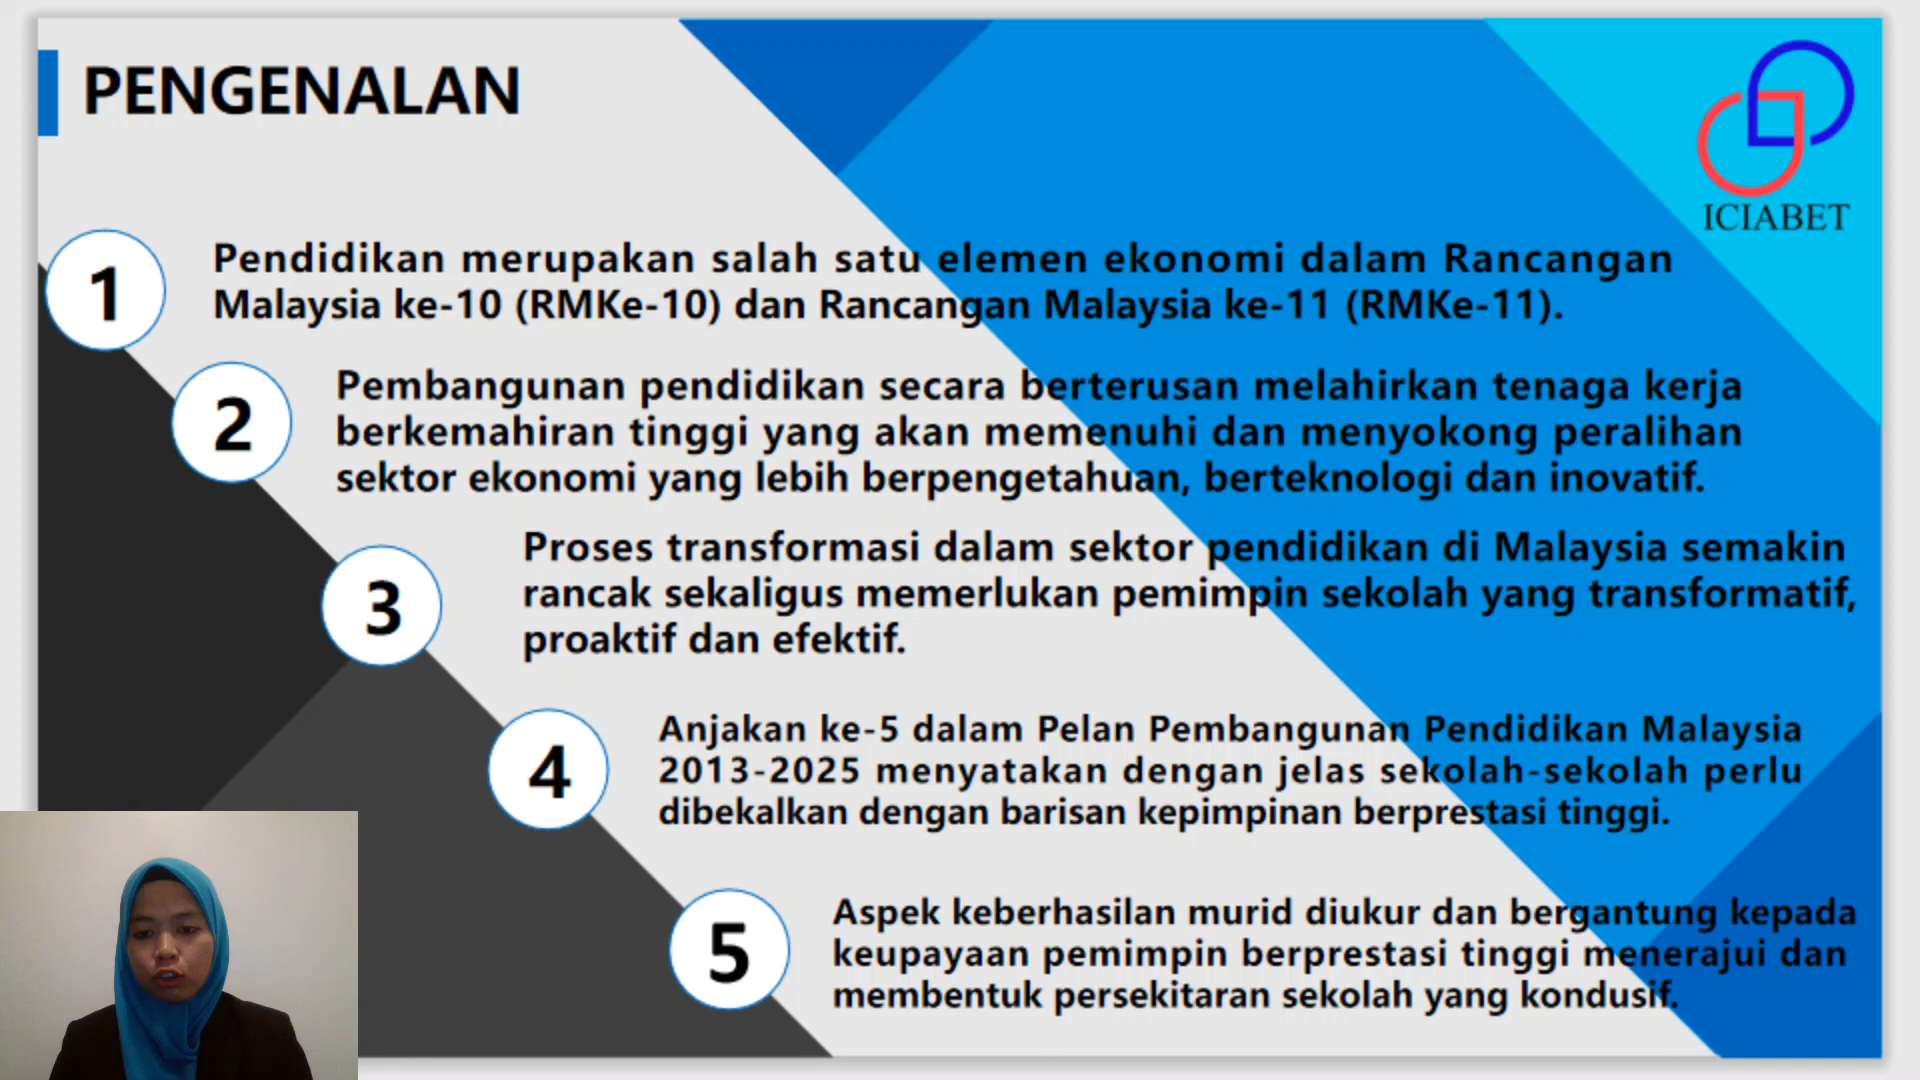 PENGENALAN
ICIABET
1
Pendidikan merupakan salah satu elemen ekonomi dalam Rancangan
Malaysia ke-10 (RMKe-10) dan Rancangan Malaysia ke-11 (RMKe-11).
2
Pembangunan pendidikan secara berterusan melahirkan tenaga kerja
berkemahiran tinggi yang akan memenuhi dan menyokong peralihan
sektor ekonomi yang lebih berpengetahuan, berteknologi dan inovatif.
3
Proses transformasi dalam sektor pendidikan di Malaysia semakin
rancak sekaligus memerlukan pemimpin sekolah yang transformatif,
proaktif dan efektif.
4
Anjakan ke-5 dalam Pelan Pembangunan Pendidikan Malaysia
2013-2025 menyatakan dengan jelas sekolah-sekolah perlu
dibekalkan dengan barisan kepimpinan berprestasi tinggi.
5
Aspek keberhasilan murid diukur dan bergantung kepada
keupayaan pemimpin berprestasi tinggi menerajui dan
membentuk persekitaran sekolah yang kondusif.